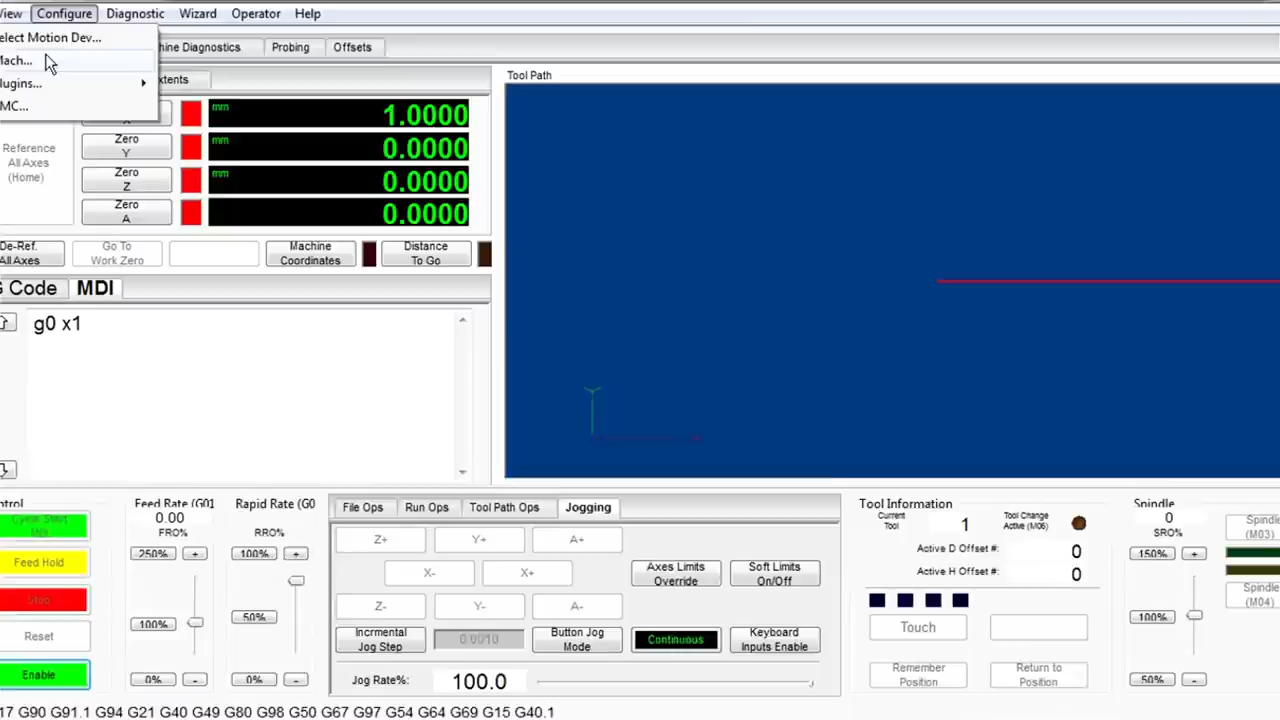 View Configure Diagnostic Wizard Operator Help
elect Motion Dev...
Mach...
lugins...
MC...
hine Diagnostics Probing Offsets
xtents
Tool Path
mm 1.0000
Zero Y mm 0.0000
Zero Z mm 0.0000
Zero A 0.0000
Reference
All Axes
(Home)
De-Ref.
All Axes
Go To
Work Zero
Machine
Coordinates
Distance
To Go
G Code MDI
g0 x1
ntrol
Feed Hold
Stop
Reset
Enable
Feed Rate (G01
0.00
FRO%
250% +
100%
0% -
Rapid Rate (G0
RRO%
100% +
50%
0% -
File Ops Run Ops Tool Path Ops Jogging
Z+ Y+ A+
X- X+
Z- Y- A-
Axes Limits
Override
Soft Limits
On/Off
Incrmental
Jog Step
0.0010
Button Jog
Mode
Continuous
Keyboard
Inputs Enable
Jog Rate% 100.0
Tool Information
Current
Tool
1
Tool Change
Active (M06)
Active D Offset #: 0
Active H Offset #: 0
Touch
Remember
Position
Return to
Position
Spindle
0
SRO%
150% +
100%
50% -
Spindl
(M03)
Spindle
(M04)
17 G90 G91.1 G94 G21 G40 G49 G80 G98 G50 G67 G97 G54 G64 G69 G15 G40.1